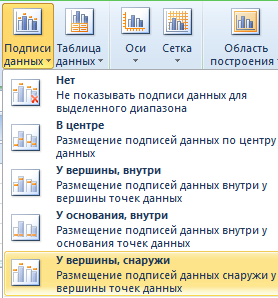 Подписи Таблица Оси Сетка Область
данных данных построения
Нет
Не показывать подписи данных для
выделенного диапазона
В центре
Размещение подписей данных по центру
данных
У вершины, внутри
Размещение подписей данных внутри у
вершины точек данных
У основания, внутри
Размещение подписей данных внутри у
основания точек данных
У вершины, снаружи
Размещение подписей данных снаружи у
вершины точек данных